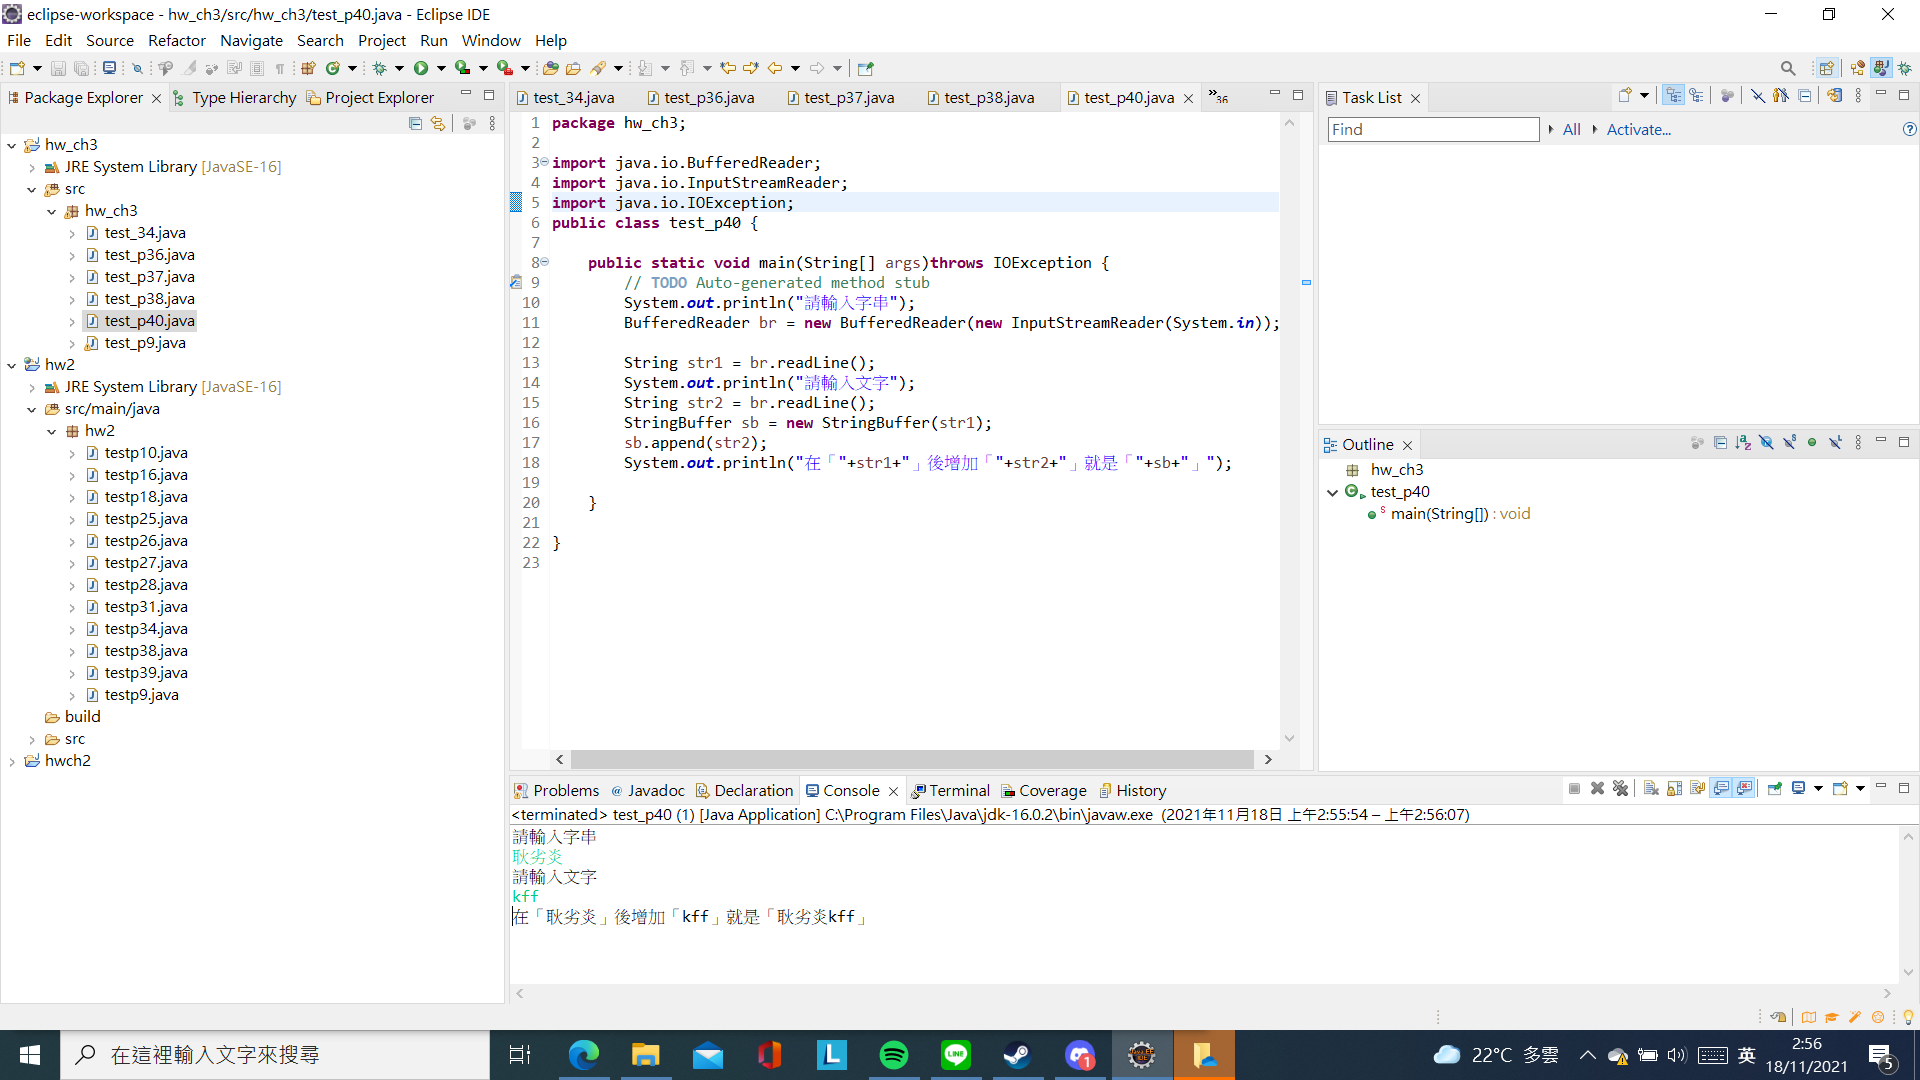 eclipse-workspace - hw_ch3/src/hw_ch3/test_p40.java - Eclipse IDE
File Edit Source Refactor Navigate Search Project Run Window Help
Package Explorer Type Hierarchy Project Explorer
hw_ch3
JRE System Library [JavaSE-16]
src
hw_ch3
test_34.java
test_p36.java
test_p37.java
test_p38.java
test_p40.java
test_p9.java
hw2
JRE System Library [JavaSE-16]
src/main/java
hw2
testp10.java
testp16.java
testp18.java
testp25.java
testp26.java
testp27.java
testp28.java
testp31.java
testp34.java
testp38.java
testp39.java
testp9.java
build
src
hwch2
test_34.java test_p36.java test_p37.java test_p38.java test_p40.java »36
1 package hw_ch3;
2
3 import java.io.BufferedReader;
4 import java.io.InputStreamReader;
5 import java.io.IOException;
6 public class test_p40 {
7
8 public static void main(String[] args)throws IOException {
9 // TODO Auto-generated method stub
10 System.out.println("請輸入字串");
11 BufferedReader br = new BufferedReader(new InputStreamReader(System.in));
12
13 String str1 = br.readLine();
14 System.out.println("請輸入文字");
15 String str2 = br.readLine();
16 StringBuffer sb = new StringBuffer(str1);
17 sb.append(str2);
18 System.out.println("在「"+str1+"」後增加「"+str2+"」就是「"+sb+"」");
19
20 }
21
22 }
23
Task List
Find All Activate...
Outline
hw_ch3
test_p40
main(String[]) : void
Problems @ Javadoc Declaration Console Terminal Coverage History
<terminated> test_p40 (1) [Java Application] C:\Program Files\Java\jdk-16.0.2\bin\javaw.exe (2021年11月18日 上午2:55:54 – 上午2:56:07)
請輸入字串
耿劣炎
請輸入文字
kff
在「耿劣炎」後增加「kff」就是「耿劣炎kff」
在這裡輸入文字來搜尋
L
LINE
1
22°C 多雲
英
2:56
18/11/2021
5